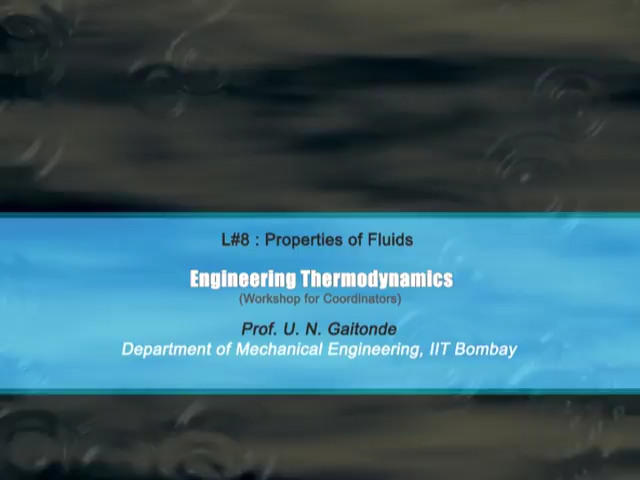 L#8 : Properties of Fluids
Engineering Thermodynamics
(Workshop for Coordinators)
Prof. U. N. Gaitonde
Department of Mechanical Engineering, IIT Bombay